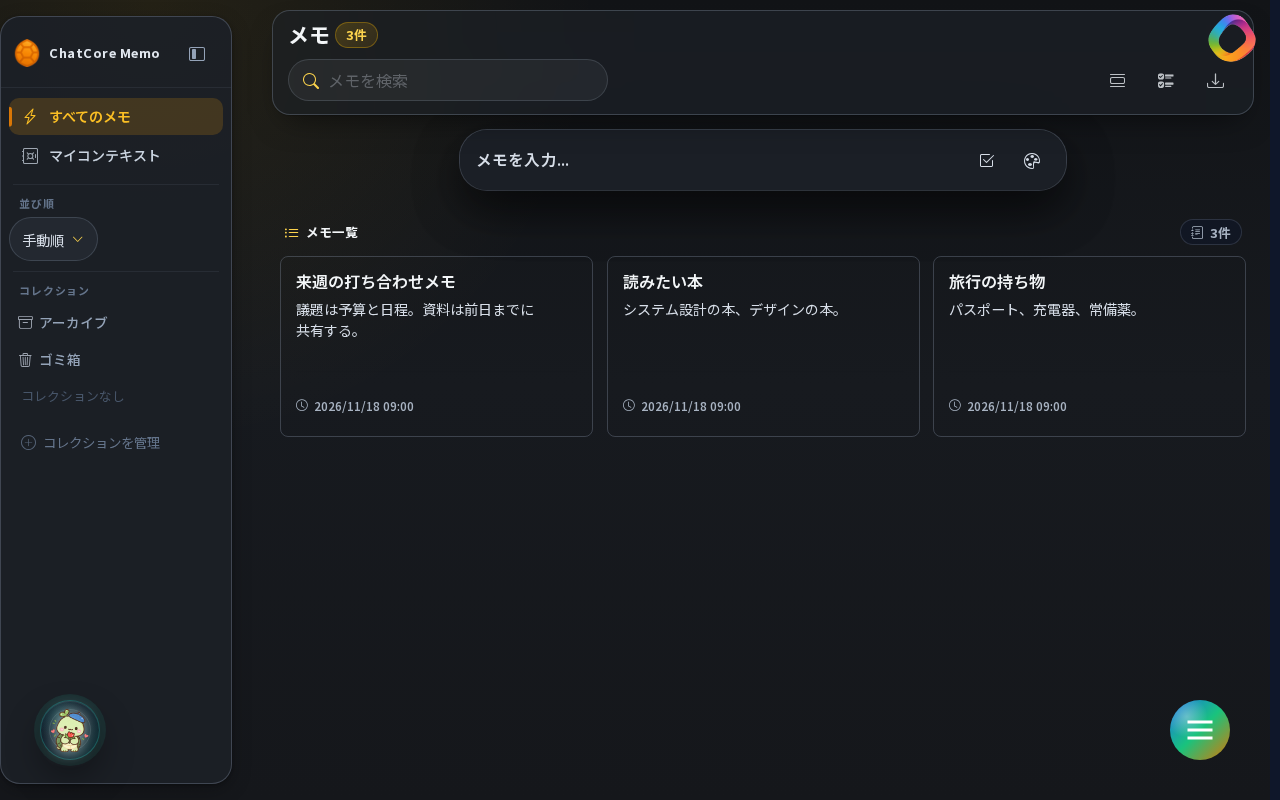 ChatCore Memo
すべてのメモ
マイコンテキスト
並び順
手動順
コレクション
アーカイブ
ゴミ箱
コレクションなし
コレクションを管理
メモ 3件
メモを検索
メモを入力...
メモ一覧
3件
来週の打ち合わせメモ
議題は予算と日程。資料は前日までに
共有する。
2026/11/18 09:00
読みたい本
システム設計の本、デザインの本。
2026/11/18 09:00
旅行の持ち物
パスポート、充電器、常備薬。
2026/11/18 09:00